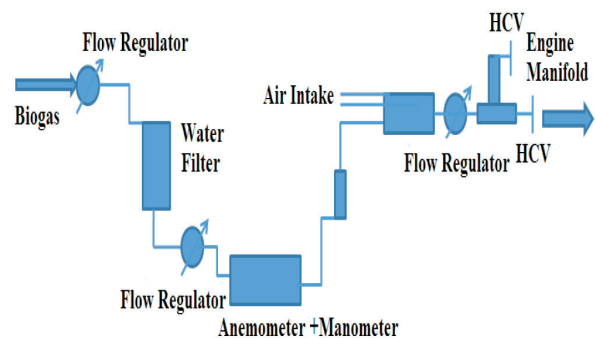 HCV
Flow Regulator
Engine
Manifold
Biogas
Air Intake
Water
Filter
Flow Regulator
HCV
Flow Regulator
Anemometer +Manometer